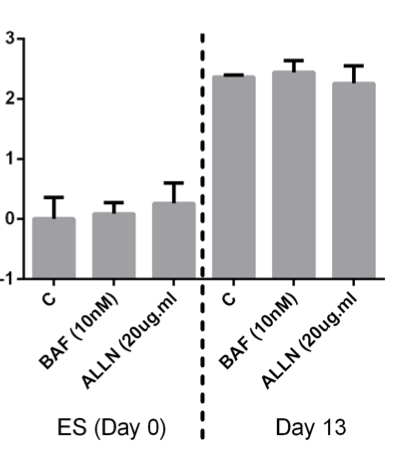 3
2
1
0
-1
C
BAF (10nM)
ALLN (20ug.ml
C
BAF (10nM)
ALLN (20ug.ml
ES (Day 0)
Day 13